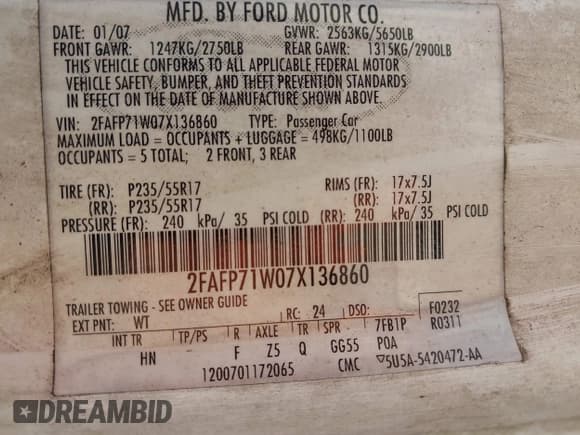 MFD. BY FORD MOTOR CO.
DATE: 01/07 GVWR: 2563KG/5650LB
FRONT GAWR: 1247KG/2750LB REAR GAWR: 1315KG/2900LB
THIS VEHICLE CONFORMS TO ALL APPLICABLE FEDERAL MOTOR
VEHICLE SAFETY, BUMPER, AND THEFT PREVENTION STANDARDS
IN EFFECT ON THE DATE OF MANUFACTURE SHOWN ABOVE.
VIN: 2FAFP71W07X136860 TYPE: Passenger Car
MAXIMUM LOAD = OCCUPANTS + LUGGAGE = 498KG/1100LB
OCCUPANTS = 5 TOTAL; 2 FRONT, 3 REAR
TIRE (FR): P235/55R17 RIMS (FR): 17x7.5J
(RR): P235/55R17 (RR): 17x7.5J
PRESSURE (FR): 240 kPa/ 35 PSI COLD (RR): 240 kPa/ 35 PSI COLD
2FAFP71W07X136860
TRAILER TOWING - SEE OWNER GUIDE
EXT PNT: WT RC: 24 DSO: F0232
R0311
INT TR TP/PS R AXLE TR SPR 7FB1P
HN - F Z5 Q GG55 POA
1200701172065 CMC ▽5U5A-5420472-AA
DREAMBID